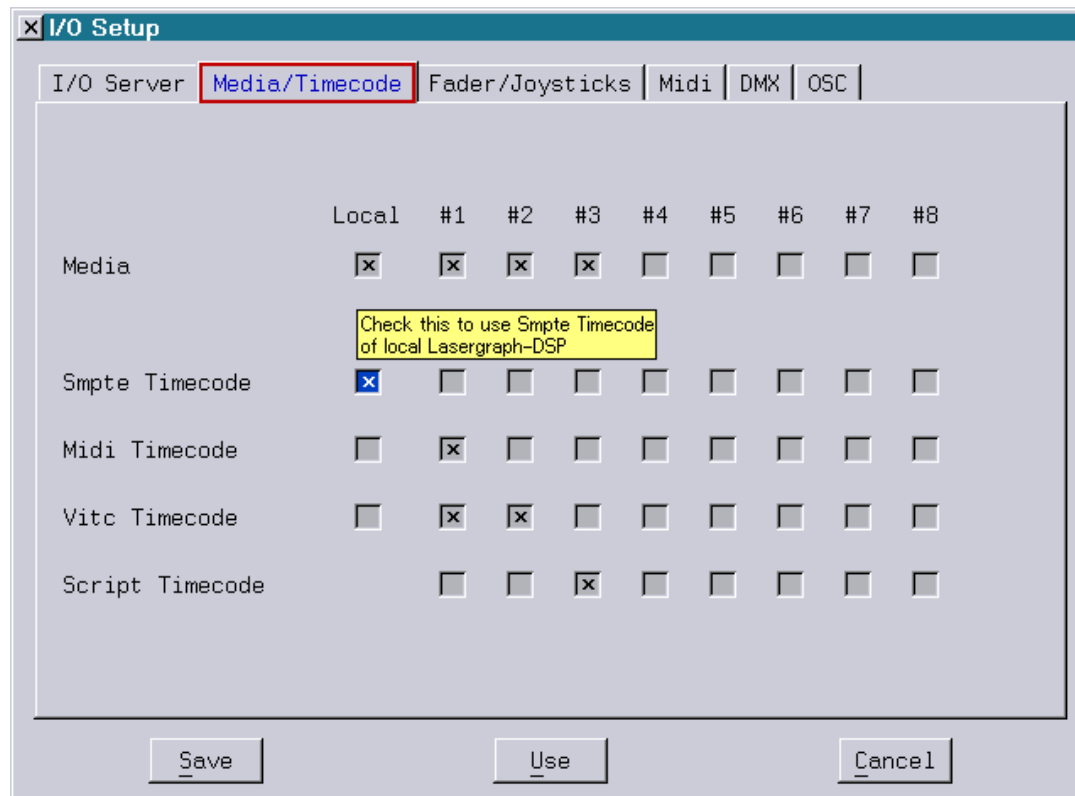 I/O Setup
I/O Server Media/Timecode Fader/Joysticks Midi DMX OSC
Local #1 #2 #3 #4 #5 #6 #7 #8
Media
Check this to use Smpte Timecode
of local Lasergraph-DSP
Smpte Timecode
Midi Timecode
Vitc Timecode
Script Timecode
Save Use Cancel